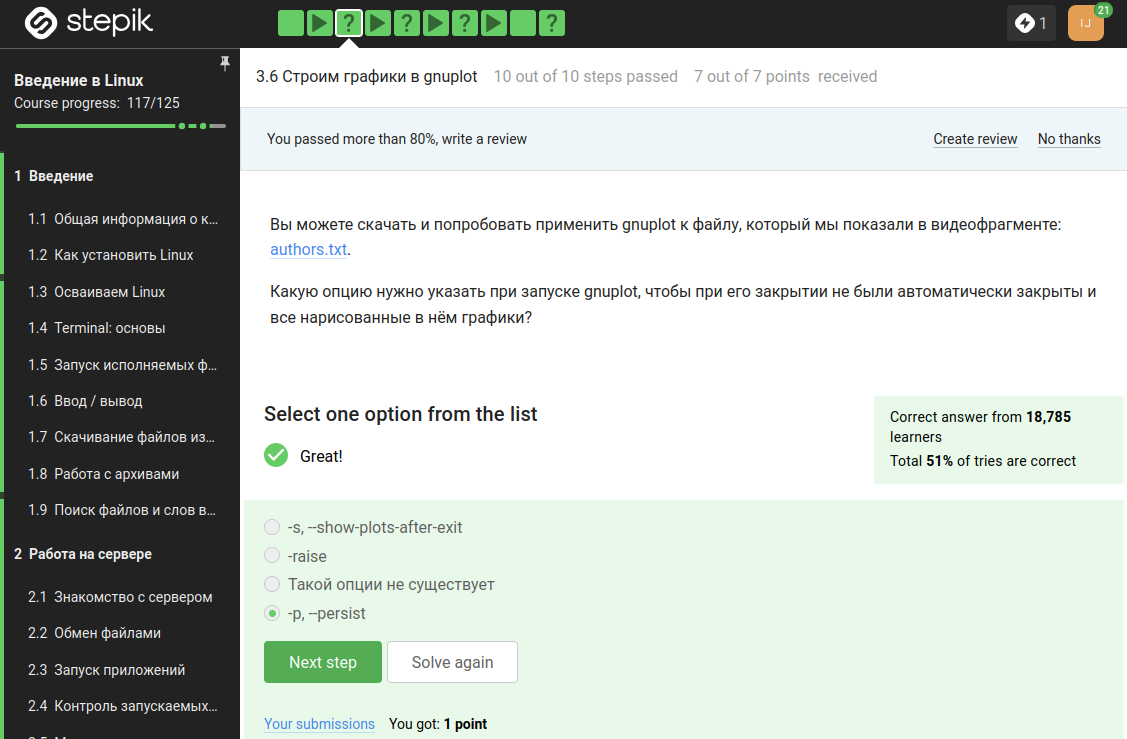 stepik
?
?
?
?
1
IJ
21
Введение в Linux
Course progress: 117/125
1 Введение
1.1 Общая информация о к...
1.2 Как установить Linux
1.3 Осваиваем Linux
1.4 Terminal: основы
1.5 Запуск исполняемых ф...
1.6 Ввод / вывод
1.7 Скачивание файлов из...
1.8 Работа с архивами
1.9 Поиск файлов и слов в...
2 Работа на сервере
2.1 Знакомство с сервером
2.2 Обмен файлами
2.3 Запуск приложений
2.4 Контроль запускаемых...
3.6 Строим графики в gnuplot 10 out of 10 steps passed 7 out of 7 points received
You passed more than 80%, write a review
Create review No thanks
Вы можете скачать и попробовать применить gnuplot к файлу, который мы показали в видеофрагменте:
authors.txt.
Какую опцию нужно указать при запуске gnuplot, чтобы при его закрытии не были автоматически закрыты и
все нарисованные в нём графики?
Select one option from the list
Great!
Correct answer from 18,785
learners
Total 51% of tries are correct
-s, --show-plots-after-exit
-raise
Такой опции не существует
-p, --persist
Next step
Solve again
Your submissions You got: 1 point